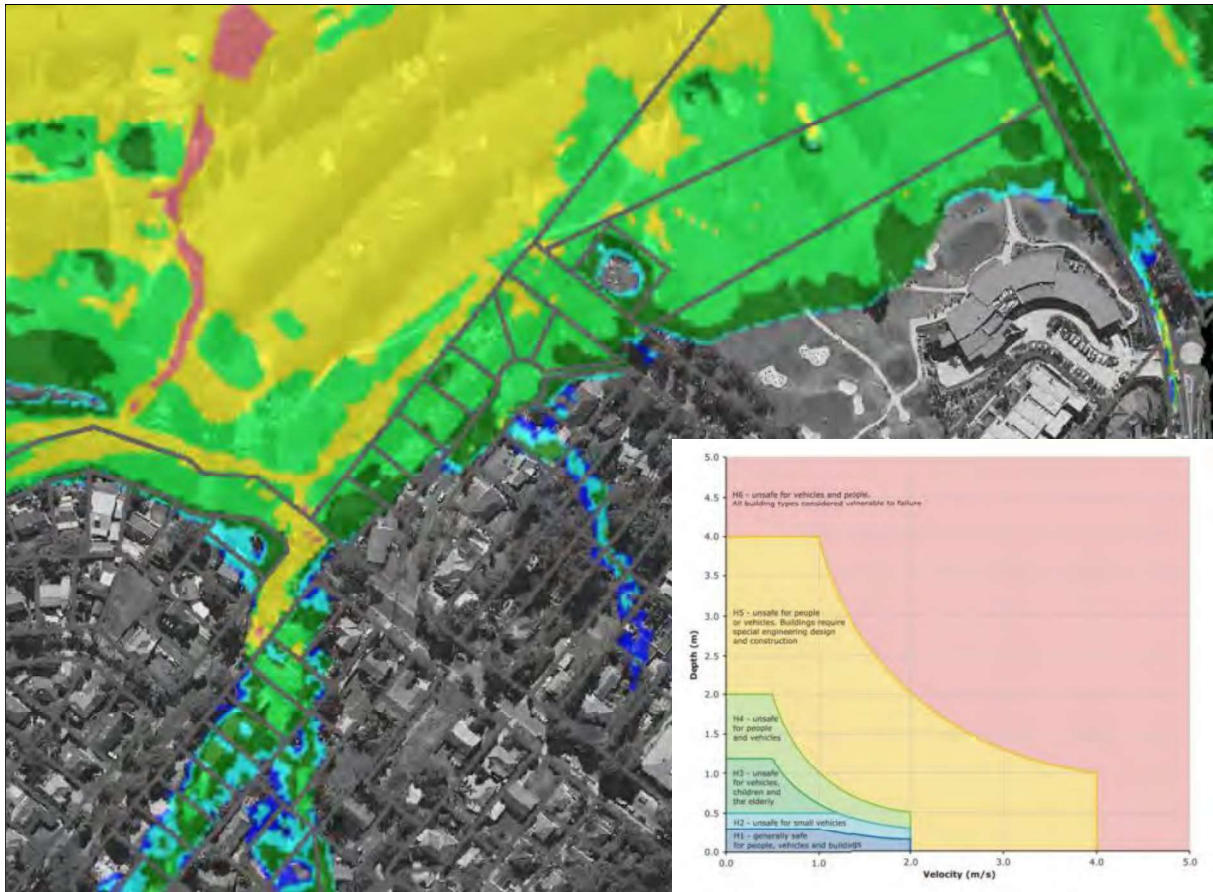 5.0
4.5
4.0
3.5
3.0
2.5
2.0
1.5
1.0
0.5
0.0
Depth (m)
H6 - unsafe for vehicles and people.
All building types considered vulnerable to failure
H5 - unsafe for people
or vehicles. Buildings require
special engineering design
and construction
H4 - unsafe
for people
and vehicles
H3 - unsafe
for vehicles,
children and
the elderly
H2 - unsafe for small vehicles
H1 - generally safe
for people, vehicles and buildings
0.0 1.0 2.0 3.0 4.0 5.0
Velocity (m/s)